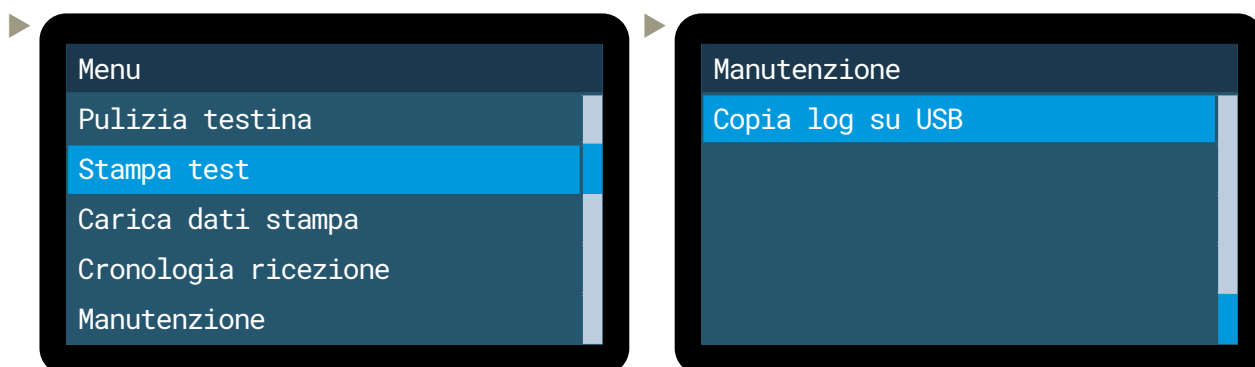 Menu
Pulizia testina
Stampa test
Carica dati stampa
Cronologia ricezione
Manutenzione
Manutenzione
Copia log su USB